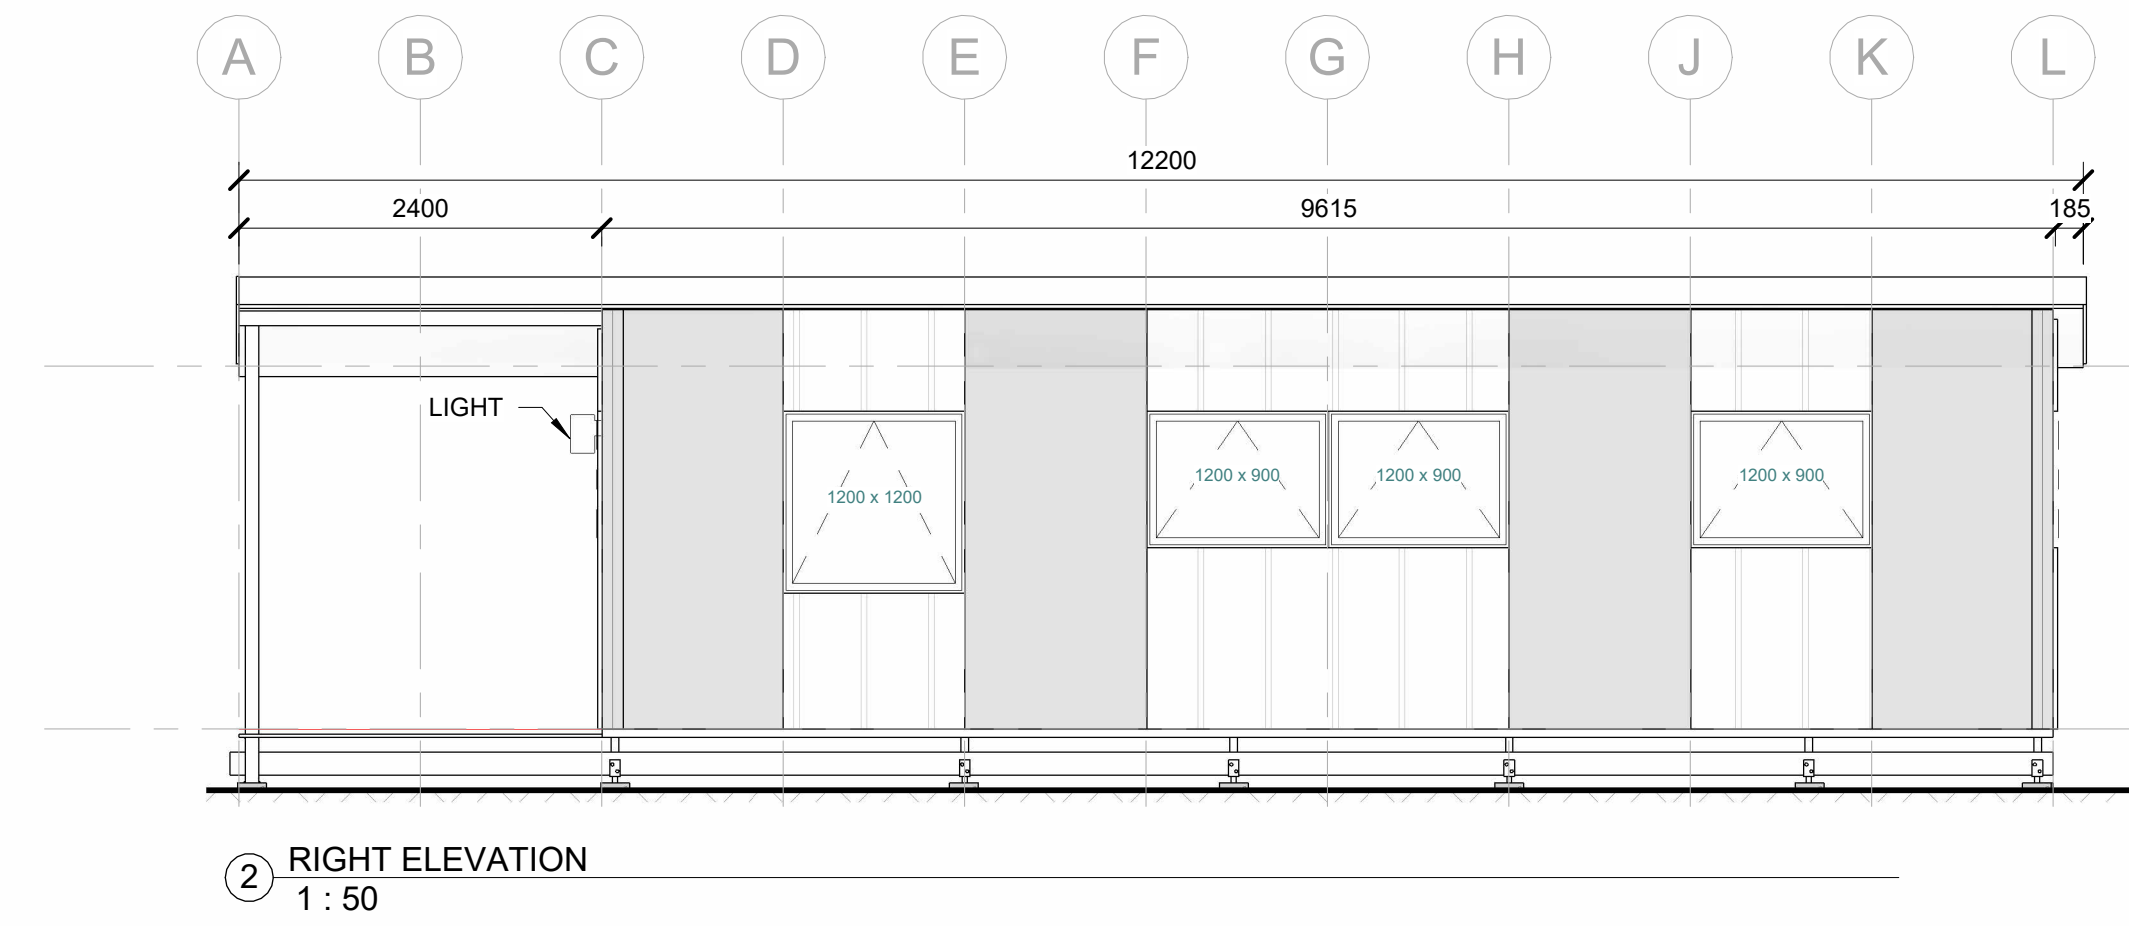 A B C D E F G H J K L
12200
2400 9615 185
LIGHT
1200 x 900 1200 x 900 1200 x 900
1200 x 1200
RIGHT ELEVATION
2
1 : 50